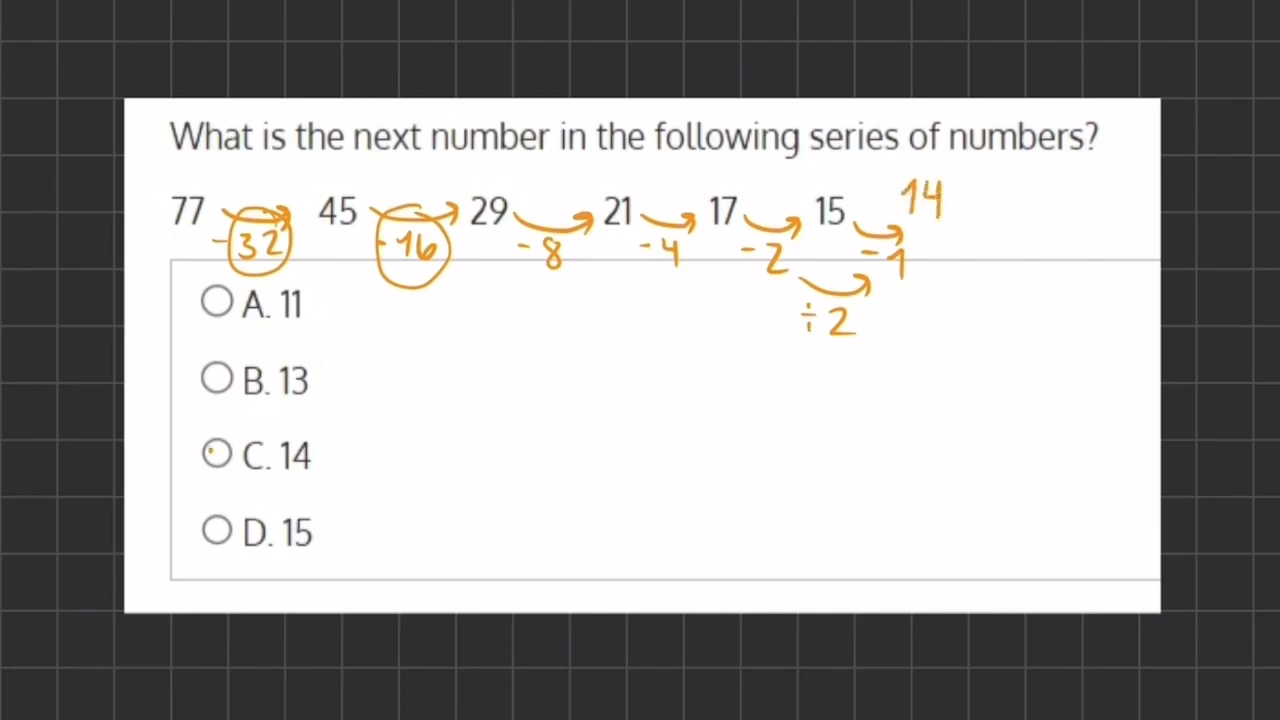 What is the next number in the following series of numbers?
77 45 29 21 17 15 14
-32 -16 -8 -4 -2 -1
÷2
A. 11
B. 13
C. 14
D. 15